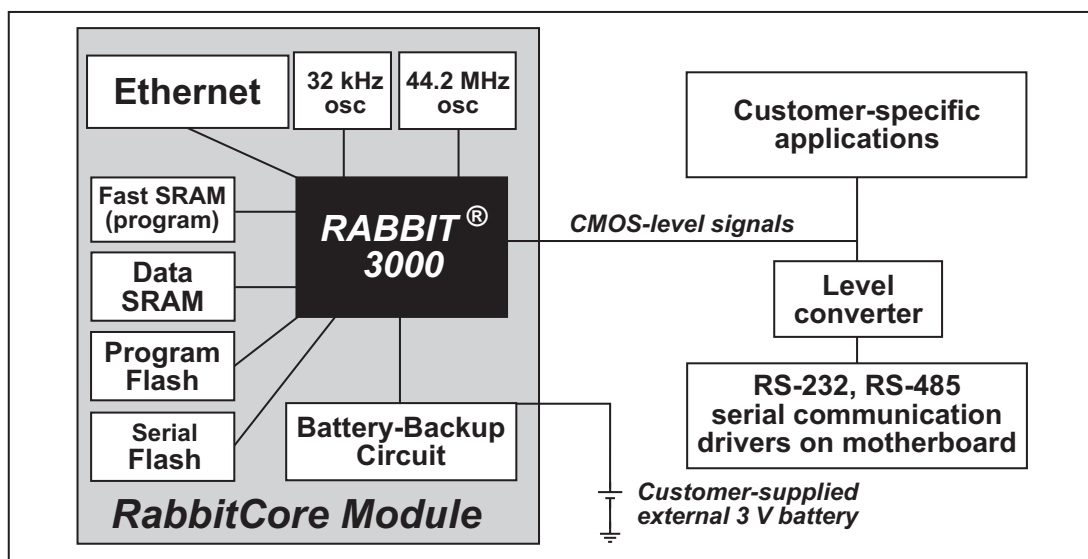 Ethernet
32 kHz
osc
44.2 MHz
osc
Fast SRAM
(program)
Data
SRAM
Program
Flash
Serial
Flash
RABBIT ®
3000
Battery-Backup
Circuit
RabbitCore Module
CMOS-level signals
Customer-specific
applications
Level
converter
RS-232, RS-485
serial communication
drivers on motherboard
Customer-supplied
external 3 V battery